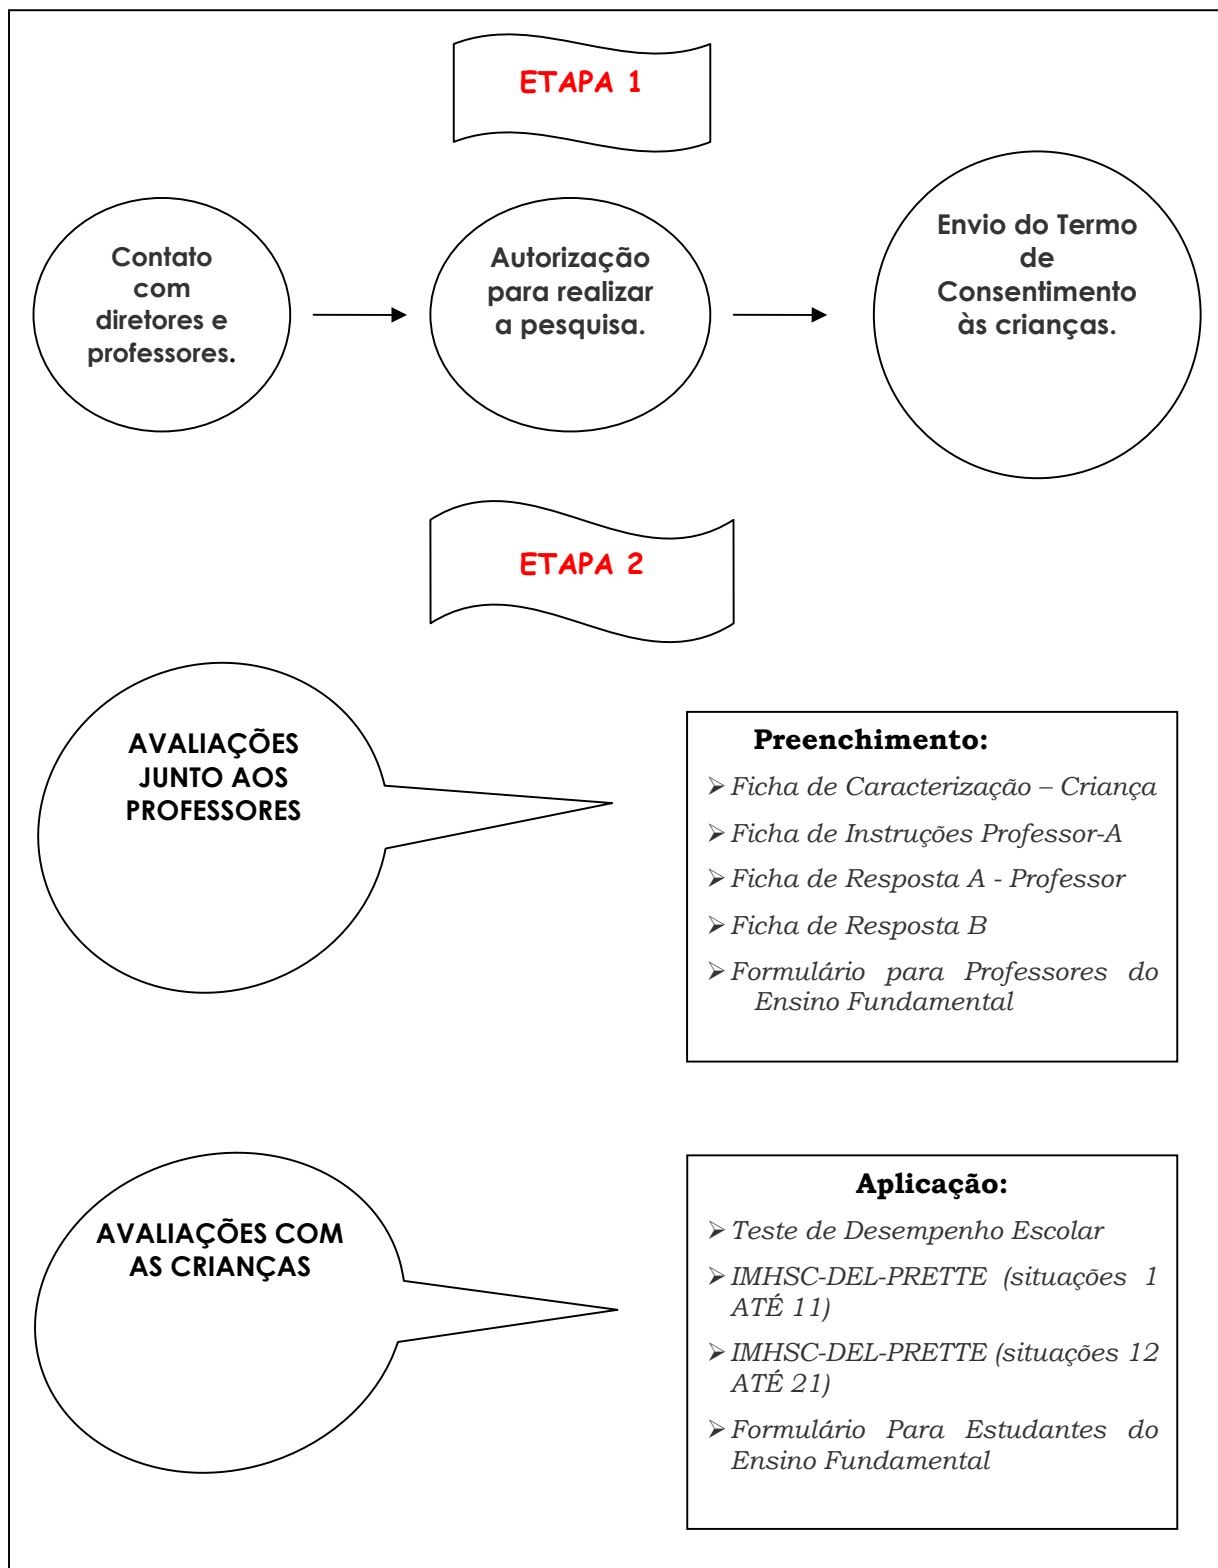 ETAPA 1
Contato
com
diretores e
professores.
Autorização
para realizar
a pesquisa.
Envio do Termo
de
Consentimento
às crianças.
ETAPA 2
AVALIAÇÕES
JUNTO AOS
PROFESSORES
Preenchimento:
➢ Ficha de Caracterização – Criança
➢ Ficha de Instruções Professor-A
➢ Ficha de Resposta A - Professor
➢ Ficha de Resposta B
➢ Formulário para Professores do
Ensino Fundamental
AVALIAÇÕES COM
AS CRIANÇAS
Aplicação:
➢ Teste de Desempenho Escolar
➢ IMHSC-DEL-PRETTE (situações 1
ATÉ 11)
➢ IMHSC-DEL-PRETTE (situações 12
ATÉ 21)
➢ Formulário Para Estudantes do
Ensino Fundamental